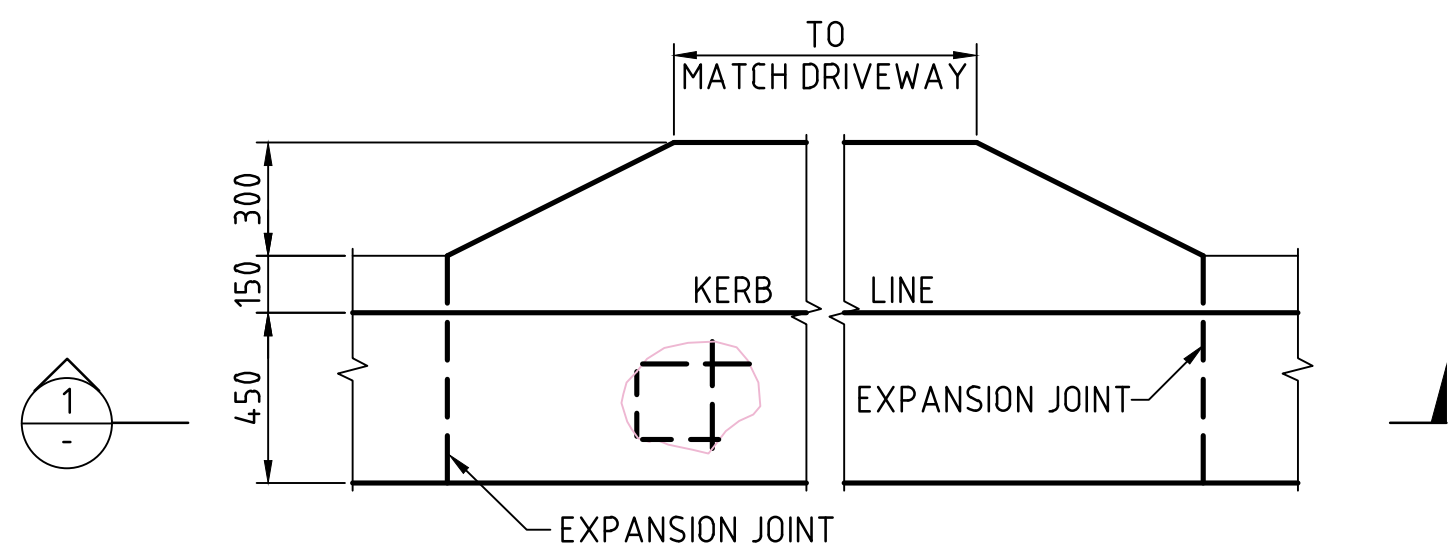 TO
MATCH DRIVEWAY
300
150
450
KERB LINE
1
-
EXPANSION JOINT
EXPANSION JOINT